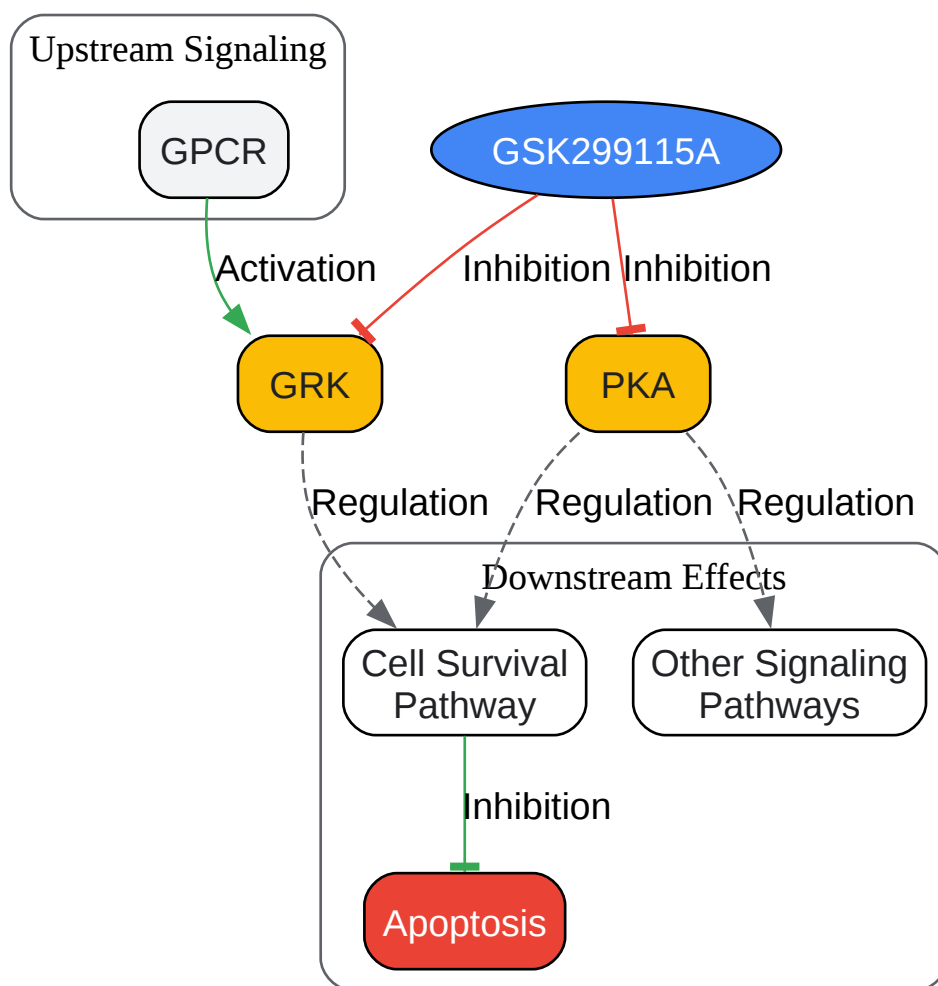 Upstream Signaling
GPCR
GSK299115A
Activation
Inhibition
Inhibition
GRK
PKA
Regulation
Regulation
Regulation
Downstream Effects
Cell Survival
Pathway
Other Signaling
Pathways
Inhibition
Apoptosis